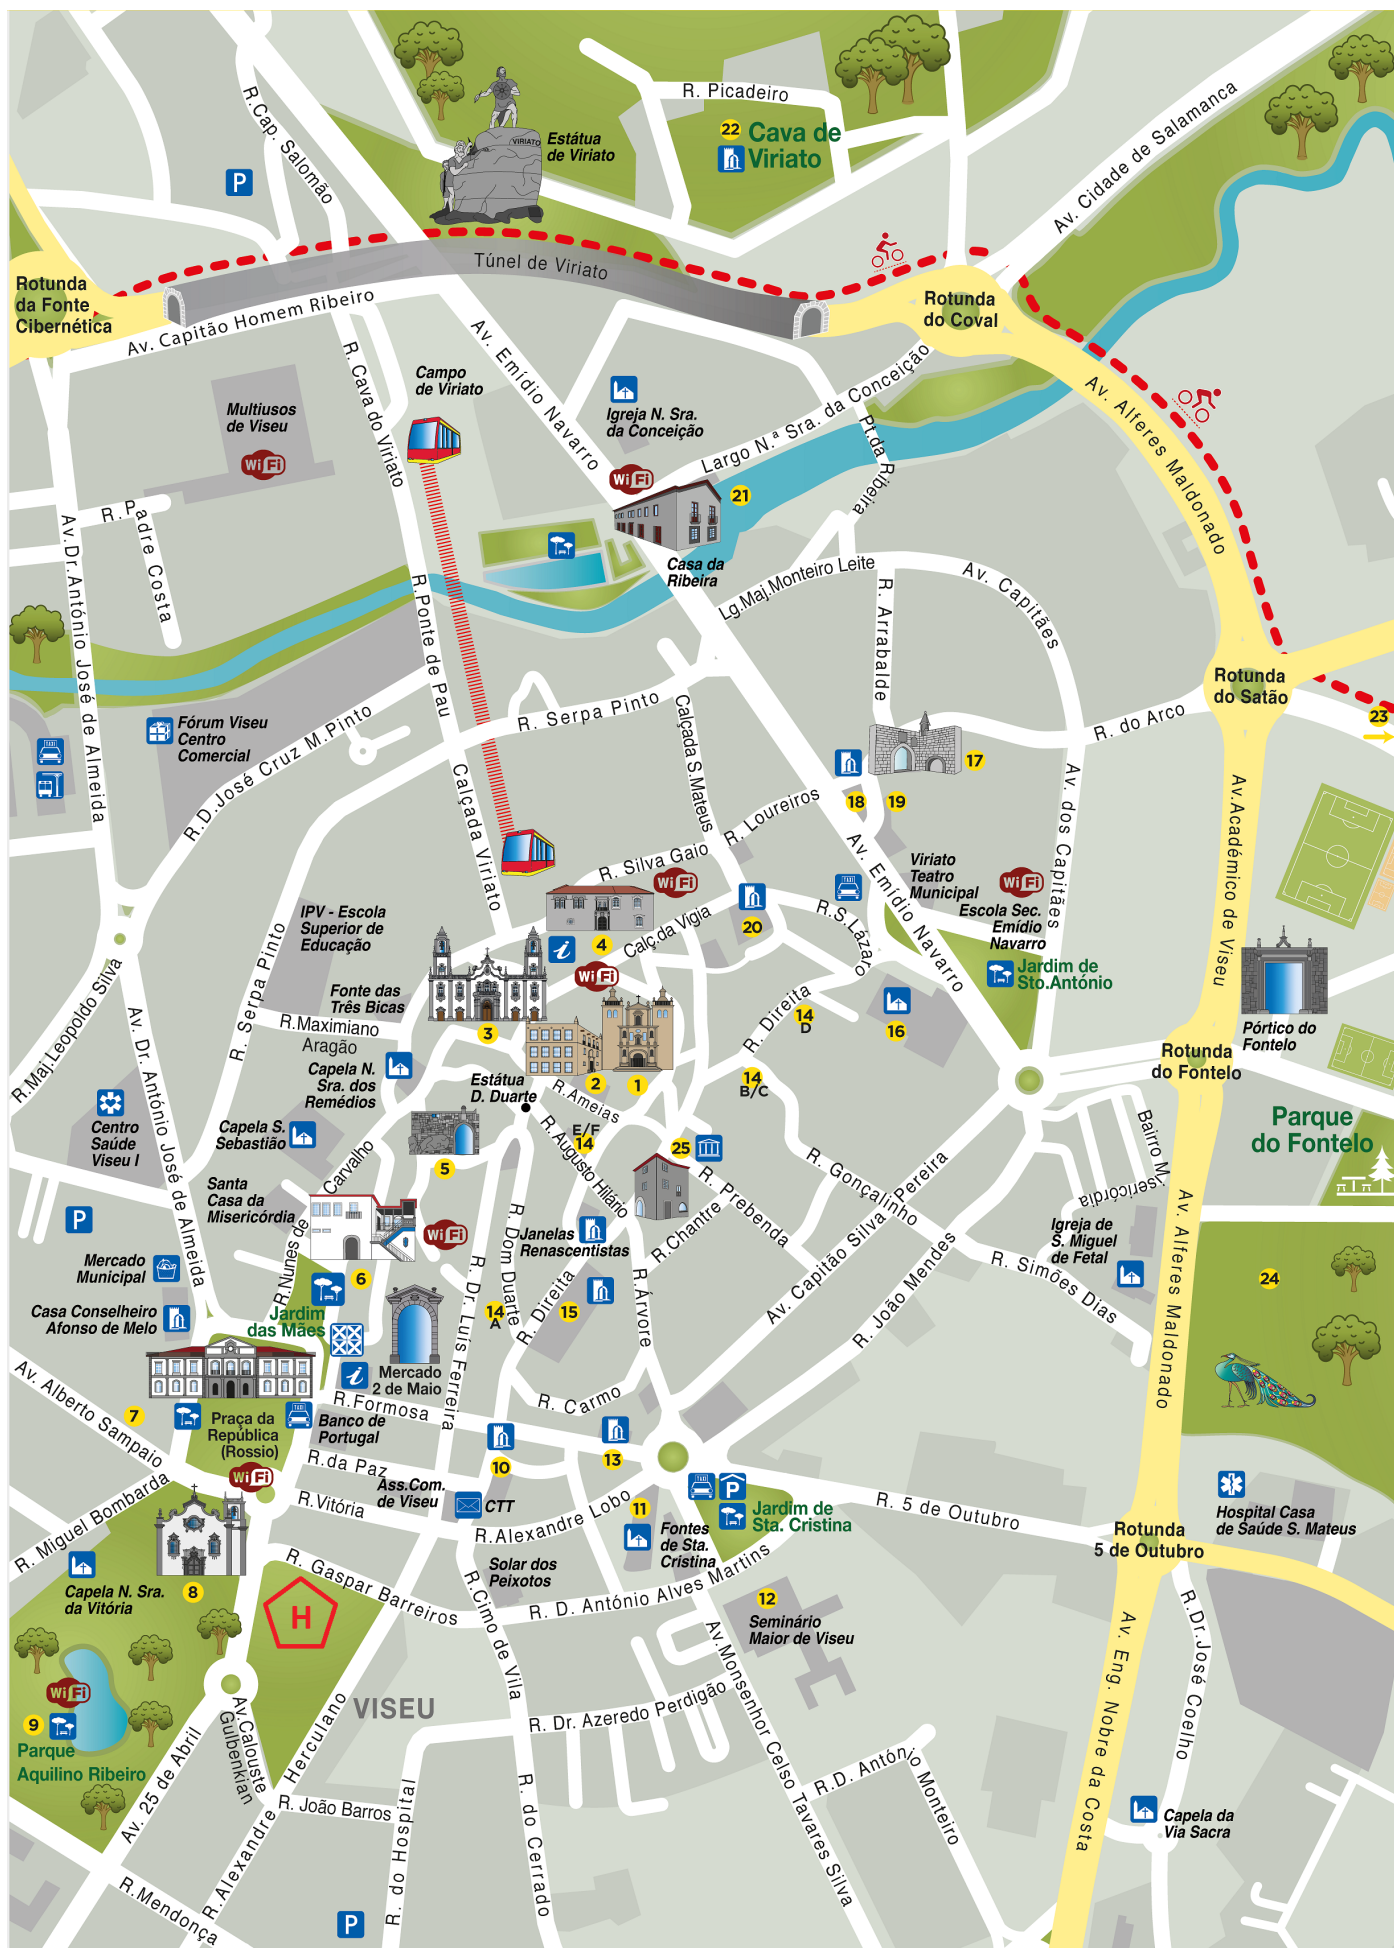 R. Picadeiro
22
Cava de
Viriato
R.Cap. Salomão
P
VIRIATO
Estátua
de Viriato
Av. Cidade de Salamanca
Rotunda
da Fonte
Cibernética
Túnel de Viriato
Rotunda
do Coval
Av. Capitão Homem Ribeiro
R. Cava do Viriato
Av. Emídio Navarro
Campo
de Viriato
Multiusos
de Viseu
WiFi
Igreja N. Sra.
da Conceição
WiFi
Largo N.ª Sra. da Conceição
Pt.da Ribeira
Av. Alferes Maldonado
21
Casa da
Ribeira
R. Padre Costa
Av.Dr.António José de Almeida
R.Ponte de Pau
Lg.Maj.Monteiro Leite
Av. Capitães
R. Arrabalde
Rotunda
do Satão
23
R. do Arco
R. Serpa Pinto
Calçada S.Mateus
Fórum Viseu
Centro
Comercial
TAXI
R.D.José Cruz M.Pinto
Calçada Viriato
17
18
19
R. Loureiros
R. Silva Gaio
WiFi
Av. dos Capitães
Av.Académico de Viseu
Av. Emídio Navarro
Viriato
Teatro
Municipal
WiFi
Escola Sec.
Emídio
Navarro
TAXI
R.S.Lázaro
20
Calç.da Vigia
4
i
WiFi
IPV - Escola
Superior de
Educação
Jardim de
Sto.António
R. Serpa Pinto
Fonte das
Três Bicas
3
R. Direita
14
D
16
Pórtico do
Fontelo
R.Maj.Leopoldo Silva
Av. Dr. António José de Almeida
R.Maximiano
Aragão
Capela N.
Sra. dos
Remédios
Estátua
D. Duarte
2
1
R.Ameias
14
B/C
Rotunda
do Fontelo
Parque
do Fontelo
Centro
Saúde
Viseu I
Capela S.
Sebastião
5
E/F
14
R.Augusto Hilário
25
R. Prebenda
R. Gonçalinho
Bairro Misericórdia
Santa
Casa da
Misericórdia
R.Nunes de Carvalho
WiFi
P
Janelas
Renascentistas
R.Chantre
Av. Capitão Silva Pereira
R. João Mendes
R. Simões Dias
Igreja de
S. Miguel
de Fetal
Av. Alferes Maldonado
24
Mercado
Municipal
6
Casa Conselheiro
Afonso de Melo
Jardim
das Mães
R. Dr. Luis Ferreira
R. Dom Duarte
14
A
R. Direita
15
R.Árvore
i
Mercado
2 de Maio
Av. Alberto Sampaio
7
Praça da
República
(Rossio)
TAXI
Banco de
Portugal
R.Formosa
R. Carmo
10
13
WiFi
R.da Paz
Ass.Com.
de Viseu
CTT
R.Vitória
R.Alexandre Lobo
11
TAXI
P
Jardim de
Sta. Cristina
Fontes
de Sta.
Cristina
R. 5 de Outubro
Rotunda
5 de Outubro
Hospital Casa
de Saúde S. Mateus
R. Miguel Bombarda
Capela N. Sra.
da Vitória
8
R. Gaspar Barreiros
H
Solar dos
Peixotos
R. D. António Alves Martins
12
Seminário
Maior de Viseu
R.Cimo de Vila
Av.Monsenhor Celso Tavares Silva
R.Dr.José Coelho
Av. Eng. Nobre da Costa
WiFi
9
Parque
Aquilino Ribeiro
VISEU
R. Dr. Azeredo Perdigão
Av.Calouste
Gulbenkian
Av. 25 de Abril
R.Alexandre Herculano
R. João Barros
R. do Hospital
R. do Cerrado
R.D. António Monteiro
Capela da
Via Sacra
R.Mendonça
P